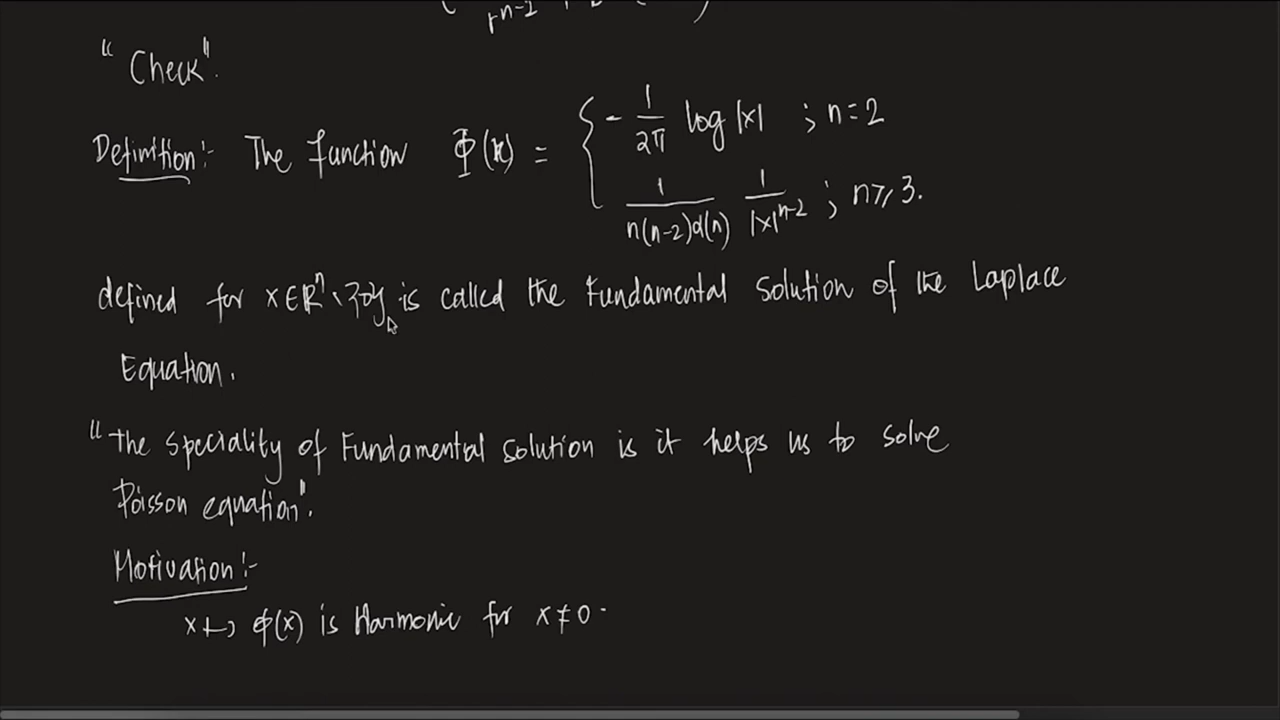 r^{n-2}
"Check".
Definition:- The function Φ(x) = { - 1/2π log |x| ; n=2
1/n(n-2)α(n) 1/|x|^{n-2} ; n≥3.
defined for x∈ℝ^n∖{0} is called the Fundamental solution of the Laplace
Equation.
"The speciality of Fundamental solution is it helps us to solve
Poisson equation".
Motivation:-
x↦ Φ(x) is Harmonic for x≠0.